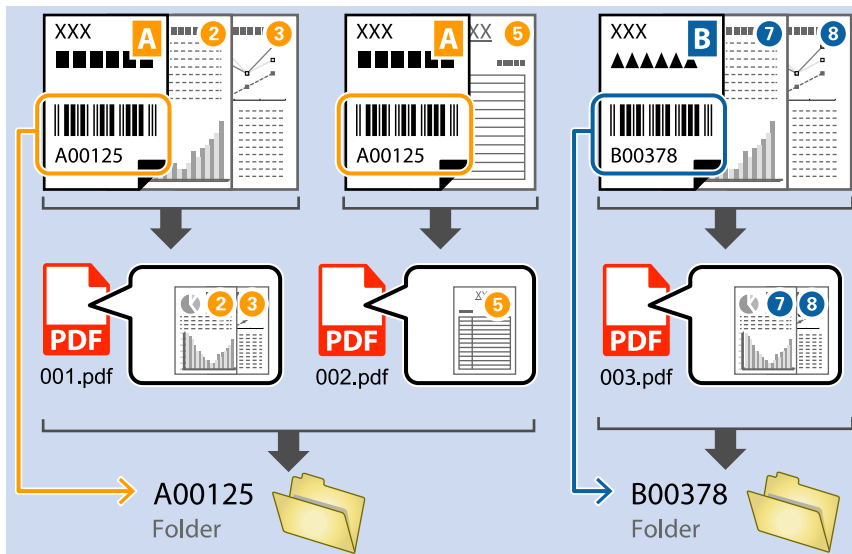 XXX
A
2
3
A00125
XXX
A
XX
5
A00125
XXX
B
7
8
B00378
PDF
2
3
001.pdf
PDF
XX
5
002.pdf
PDF
7
8
003.pdf
A00125
Folder
B00378
Folder